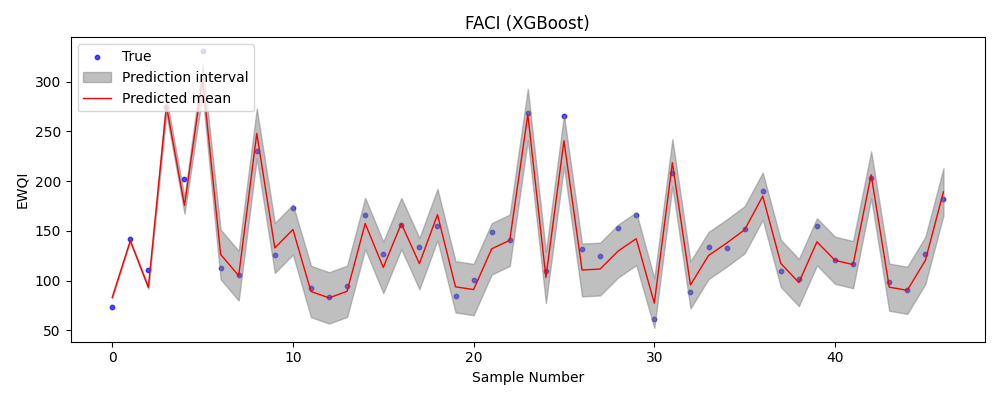 FACI (XGBoost)
True
Prediction interval
Predicted mean
EWQI
300
250
200
150
100
50
0
10
20
30
40
Sample Number